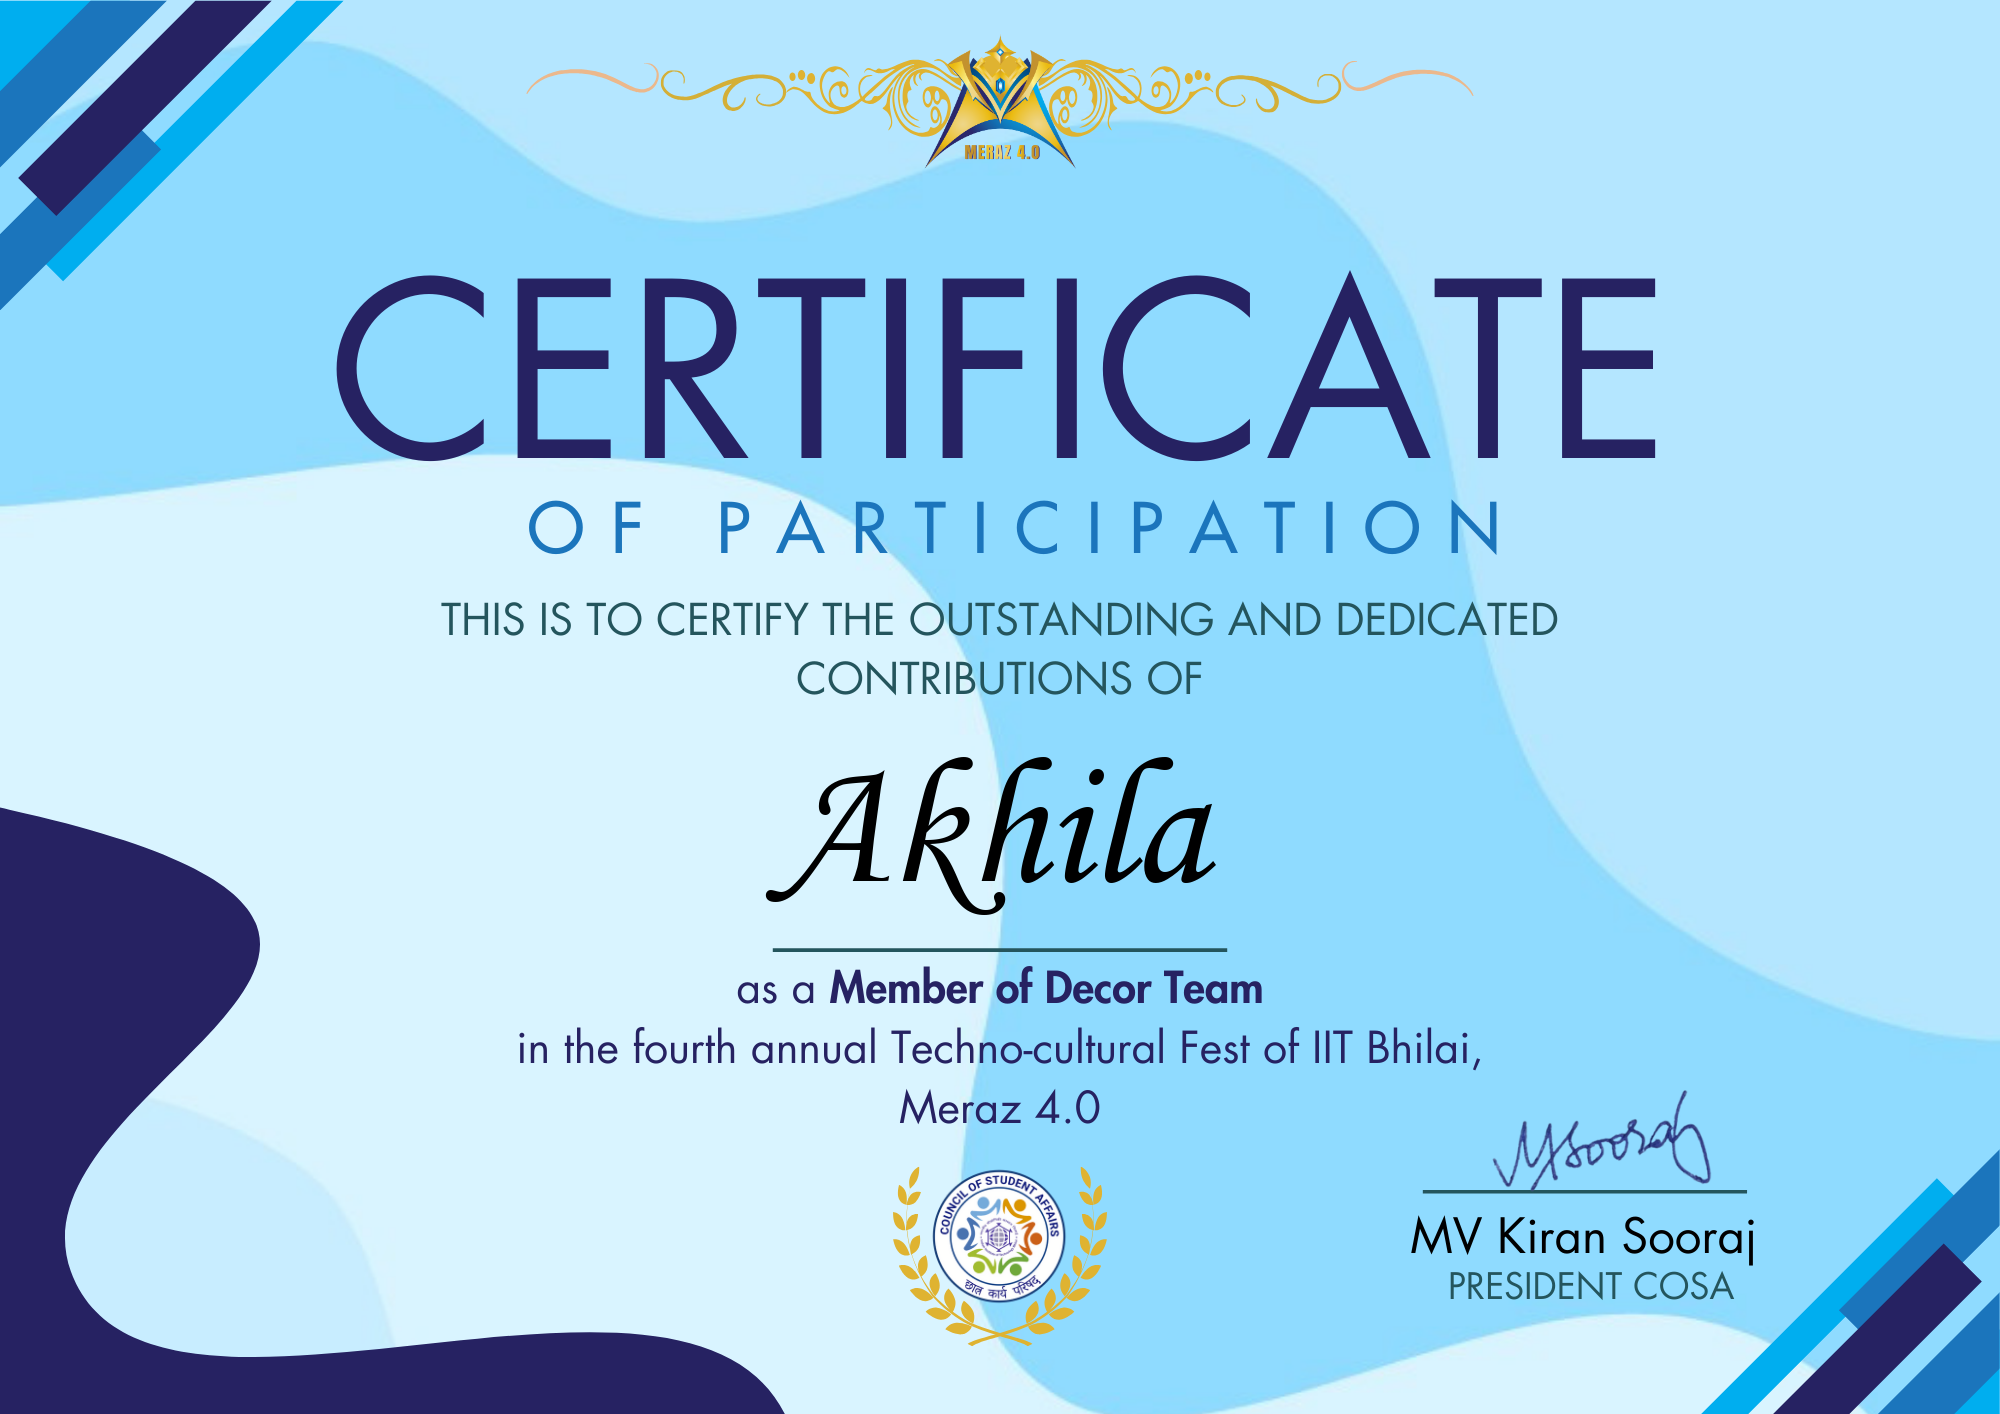 MERAZ 4.0
CERTIFICATE
OF PARTICIPATION
THIS IS TO CERTIFY THE OUTSTANDING AND DEDICATED
CONTRIBUTIONS OF
Akhila
as a Member of Decor Team
in the fourth annual Techno-cultural Fest of IIT Bhilai,
Meraz 4.0
COUNCIL OF STUDENT AFFAIRS
छात्र कार्य परिषद
MKSooraj
MV Kiran Sooraj
PRESIDENT COSA